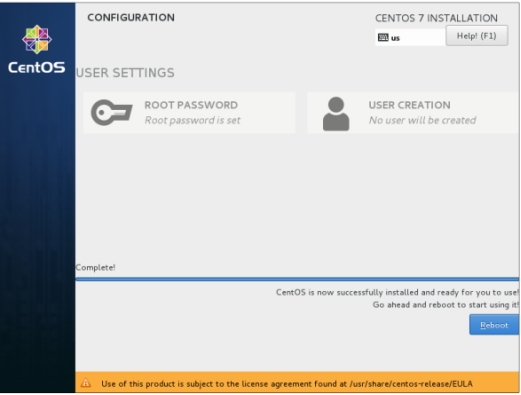 CONFIGURATION
CENTOS 7 INSTALLATION
us
Help! (F1)
CentOS
USER SETTINGS
ROOT PASSWORD
Root password is set
USER CREATION
No user will be created
Complete!
CentOS is now successfully installed and ready for you to use!
Go ahead and reboot to start using it!
Reboot
Use of this product is subject to the license agreement found at /usr/share/centos-release/EULA